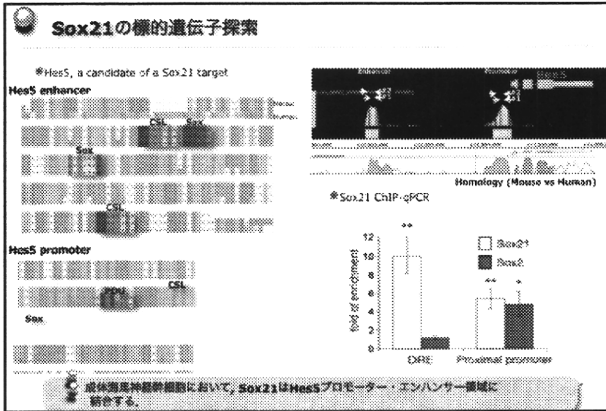 Sox21の標的遺伝子探索
※Hes5, a candidate of a Sox21 target
Hes5 enhancer
CSL Sox
Sox
CSL
Hes5 promoter
CSL
Sox
Enhancer Promoter
Hes5
Homology (Mouse vs Human)
※Sox21 ChIP-qPCR
fold of enrichment
12
10
8
6
4
2
0
**
** *
Sox21
Sox2
DRE Proximal promoter
成体海馬神経幹細胞において, Sox21はHes5プロモーター・エンハンサー領域に
結合する.